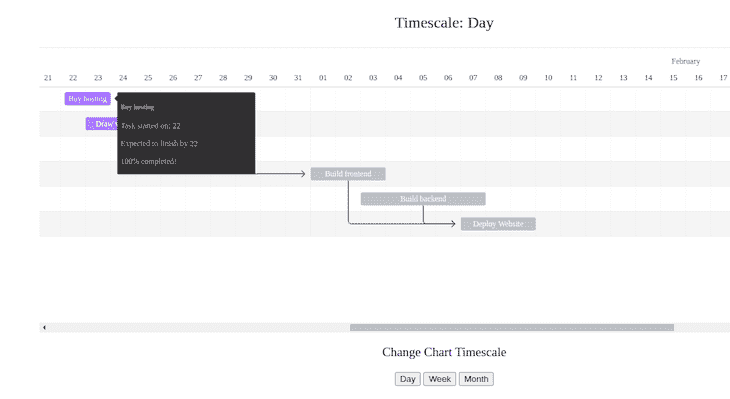 Timescale: Day
February
21 22 23 24 25 26 27 28 29 30 31 01 02 03 04 05 06 07 08 09 10 11 12 13 14 15 16 17
Buy hosting
Buy hosting
Draw
Task started on: 22
Expected to finish by 22
100% completed!
Build frontend
Build backend
Deploy Website
Change Chart Timescale
Day Week Month